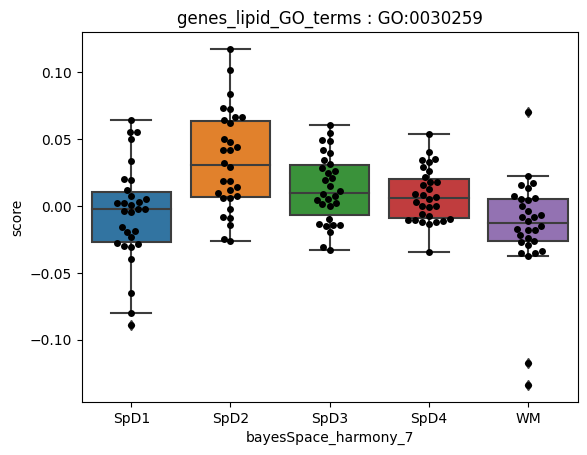 genes_lipid_GO_terms : GO:0030259
score
0.10
0.05
0.00
−0.05
−0.10
SpD1 SpD2 SpD3 SpD4 WM
bayesSpace_harmony_7